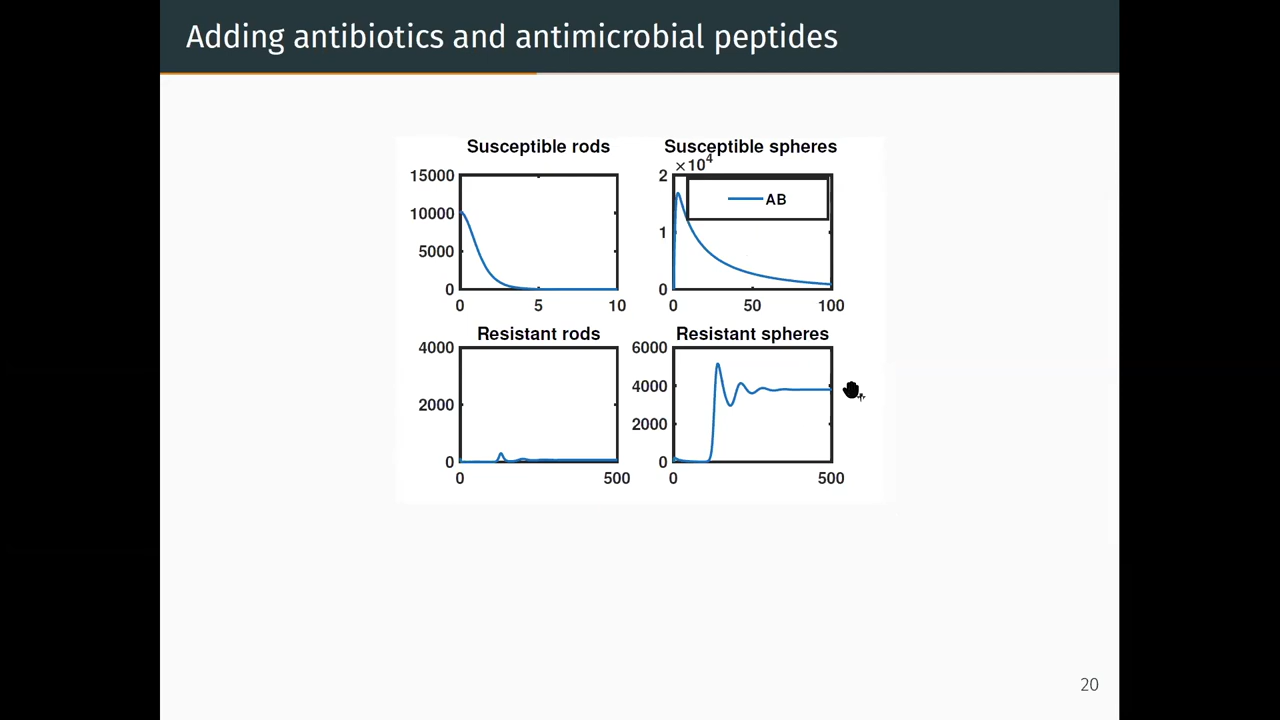 Adding antibiotics and antimicrobial peptides
Susceptible rods
15000
10000
5000
0
0 5 10
Susceptible spheres
×10⁴
2
1
0
AB
0 50 100
Resistant rods
4000
2000
0
0 500
Resistant spheres
6000
4000
2000
0
0 500
20